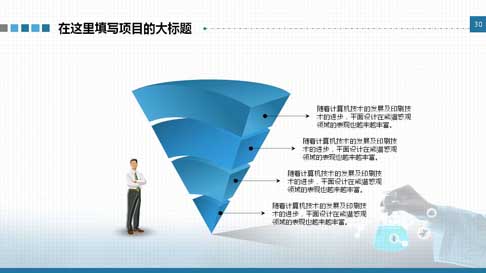 在这里填写项目的大标题
30
随着计算机技术的发展及印刷技
术的进步，平面设计在视觉感观
领域的表现也越来越丰富。
随着计算机技术的发展及印刷技
术的进步，平面设计在视觉感观
领域的表现也越来越丰富。
随着计算机技术的发展及印刷技
术的进步，平面设计在视觉感观
领域的表现也越来越丰富。
随着计算机技术的发展及印刷技
术的进步，平面设计在视觉感观
领域的表现也越来越丰富。